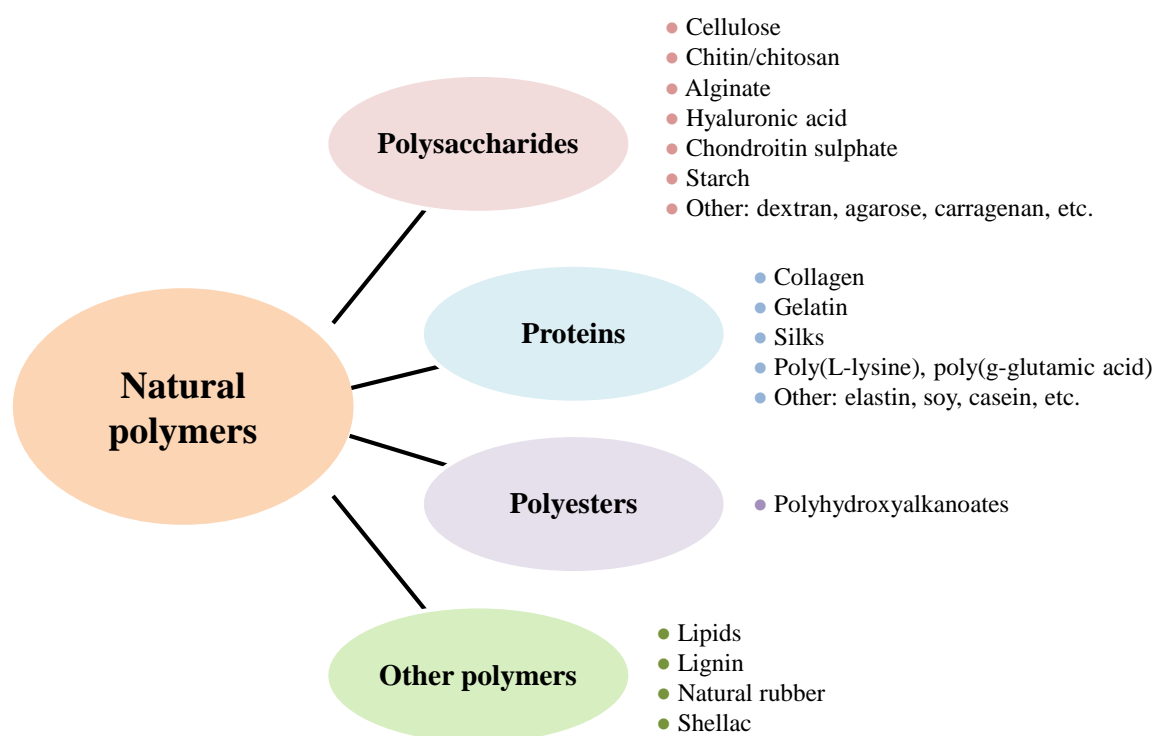 Natural
polymers
Polysaccharides
● Cellulose
● Chitin/chitosan
● Alginate
● Hyaluronic acid
● Chondroitin sulphate
● Starch
● Other: dextran, agarose, carragenan, etc.
Proteins
● Collagen
● Gelatin
● Silks
● Poly(L-lysine), poly(g-glutamic acid)
● Other: elastin, soy, casein, etc.
Polyesters
● Polyhydroxyalkanoates
Other polymers
● Lipids
● Lignin
● Natural rubber
● Shellac